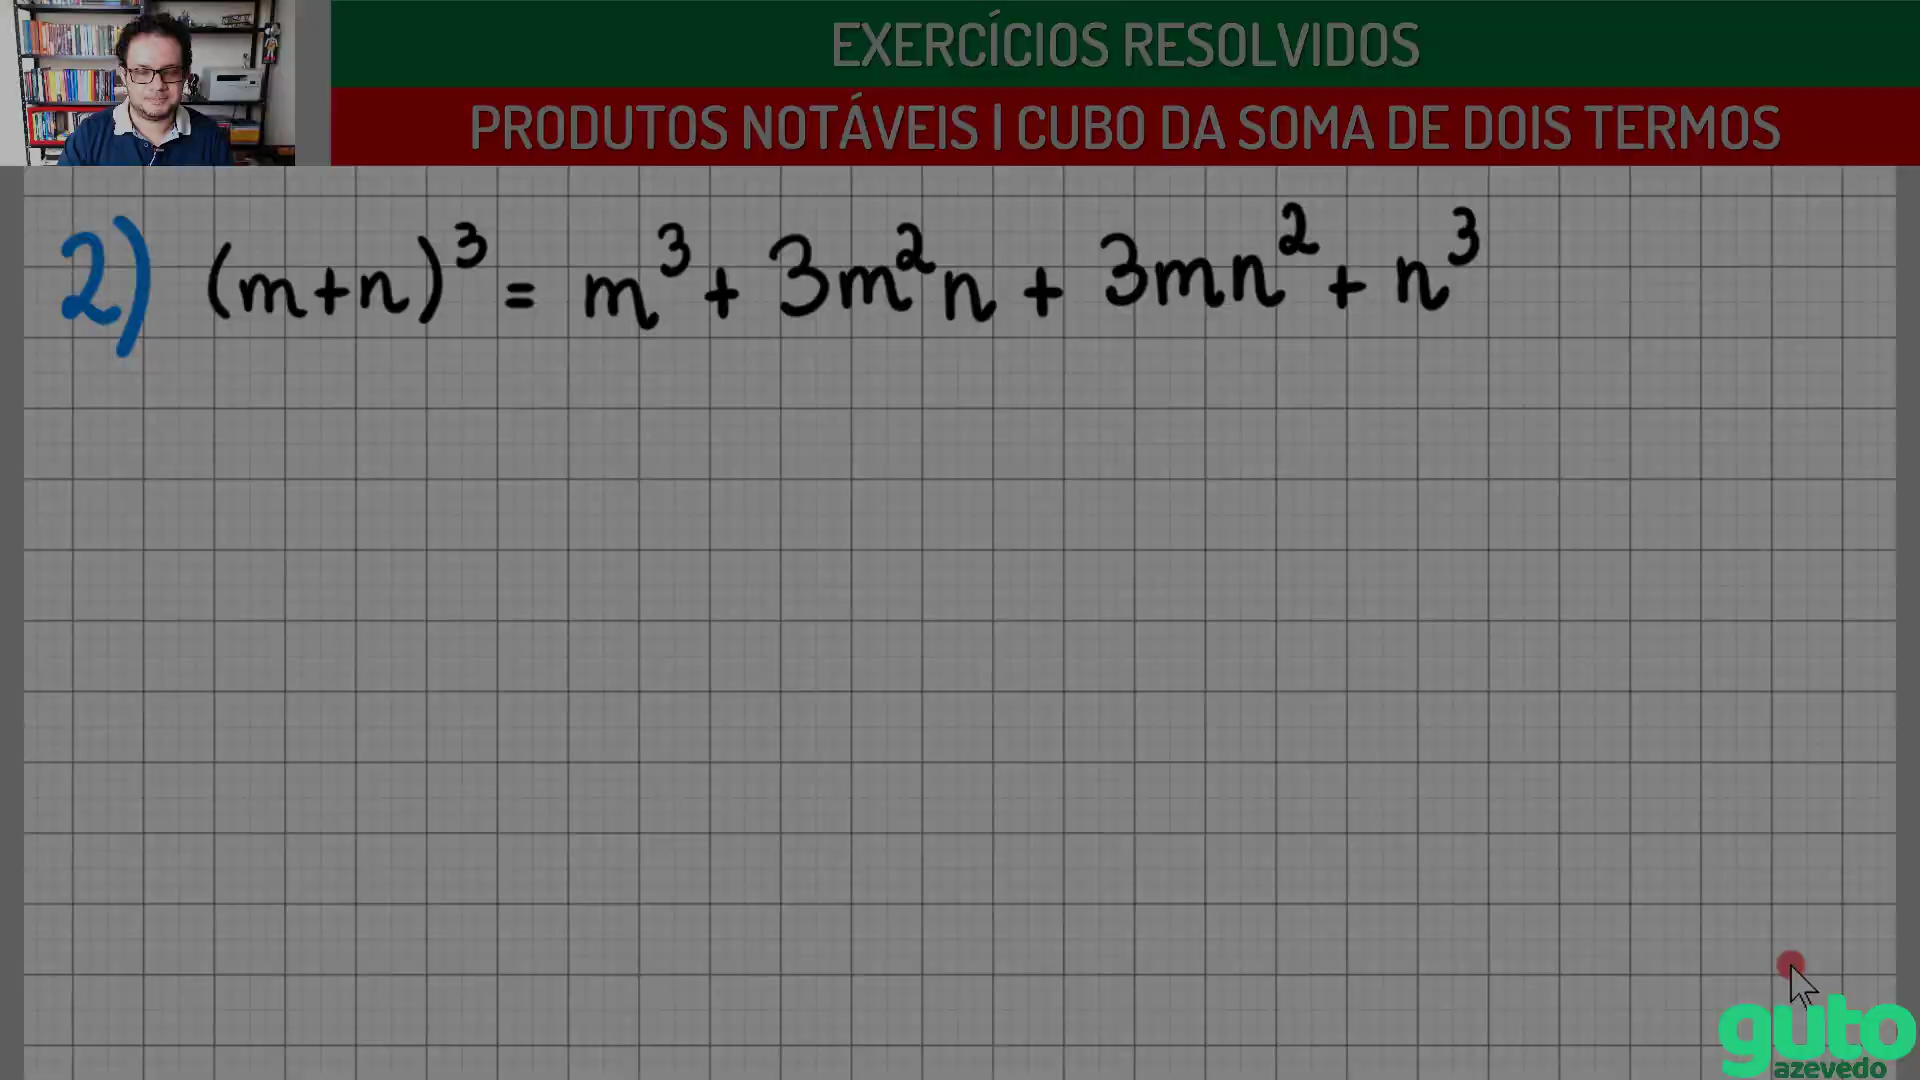 EXERCÍCIOS RESOLVIDOS
PRODUTOS NOTÁVEIS | CUBO DA SOMA DE DOIS TERMOS
2) (m+n)³ = m³ + 3m²n + 3mn² + n³
guto
azevedo